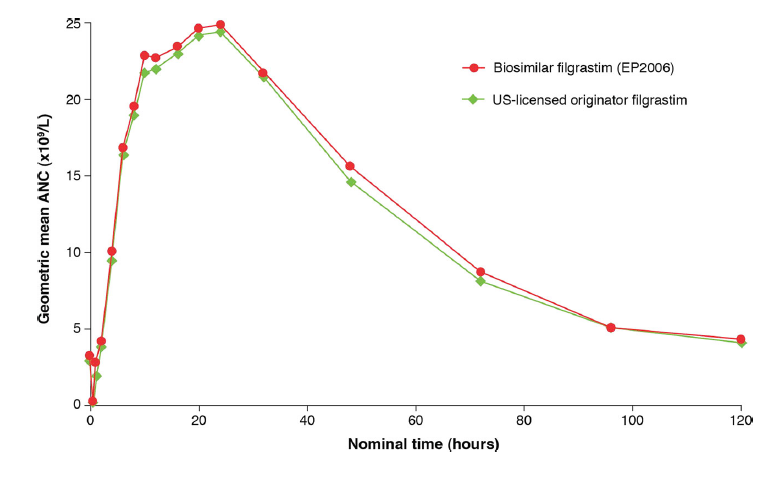 25
20
15
10
5
0
Geometric mean ANC (x10⁹/L)
Biosimilar filgrastim (EP2006)
US-licensed originator filgrastim
0 20 40 60 80 100 120
Nominal time (hours)